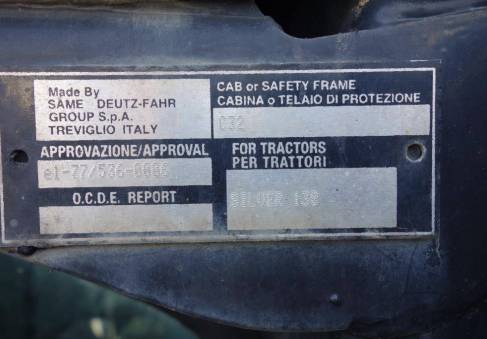 Made By
SAME DEUTZ-FAHR
GROUP S.p.A.
TREVIGLIO ITALY
CAB or SAFETY FRAME
CABINA o TELAIO DI PROTEZIONE
C32
APPROVAZIONE/APPROVAL
O.C.D.E. REPORT
FOR TRACTORS
PER TRATTORI
SILVER 130